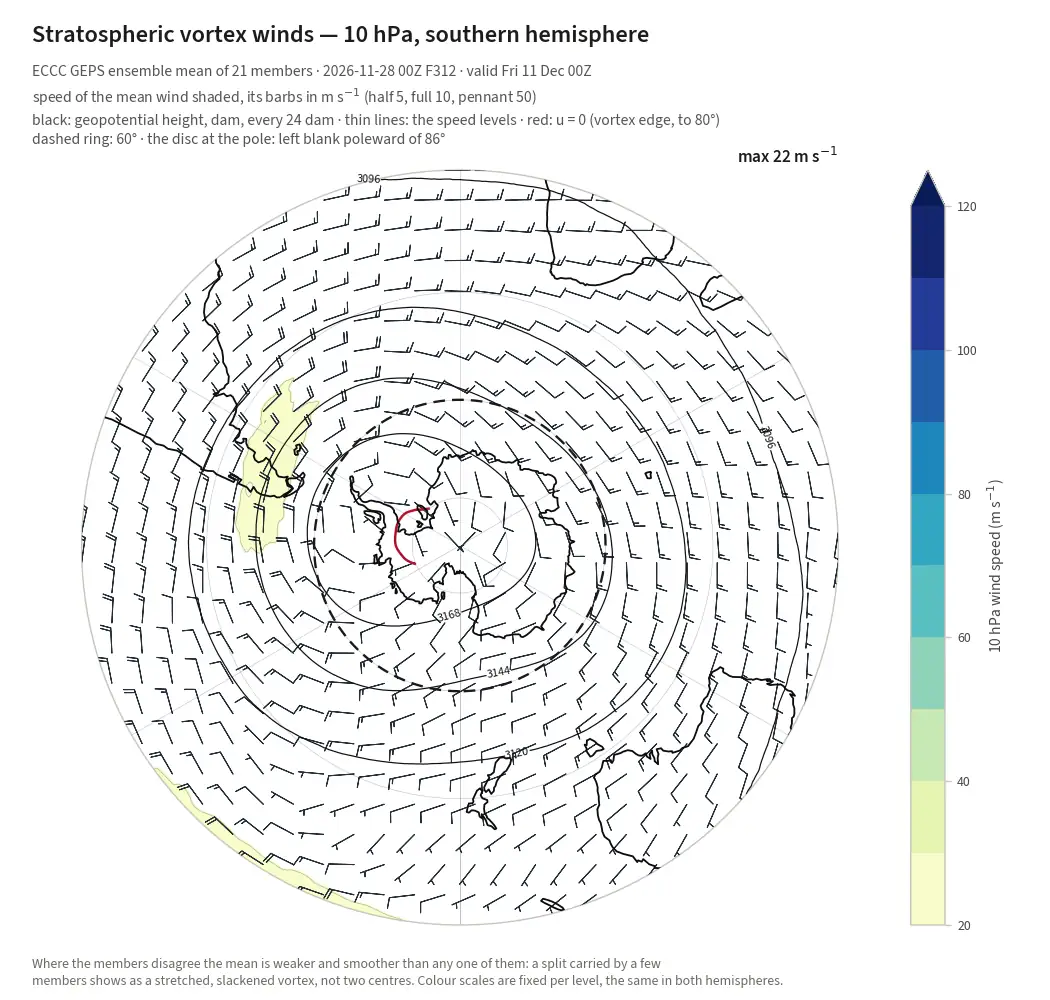 Stratospheric vortex winds — 10 hPa, southern hemisphere
ECCC GEPS ensemble mean of 21 members · 2026-11-28 00Z F312 · valid Fri 11 Dec 00Z
speed of the mean wind shaded, its barbs in m s⁻¹ (half 5, full 10, pennant 50)
black: geopotential height, dam, every 24 dam · thin lines: the speed levels · red: u = 0 (vortex edge, to 80°)
dashed ring: 60° · the disc at the pole: left blank poleward of 86°
max 22 m s⁻¹
3096
3096
3168
3144
3120
120
100
80
60
40
20
10 hPa wind speed (m s⁻¹)
Where the members disagree the mean is weaker and smoother than any one of them: a split carried by a few
members shows as a stretched, slackened vortex, not two centres. Colour scales are fixed per level, the same in both hemispheres.